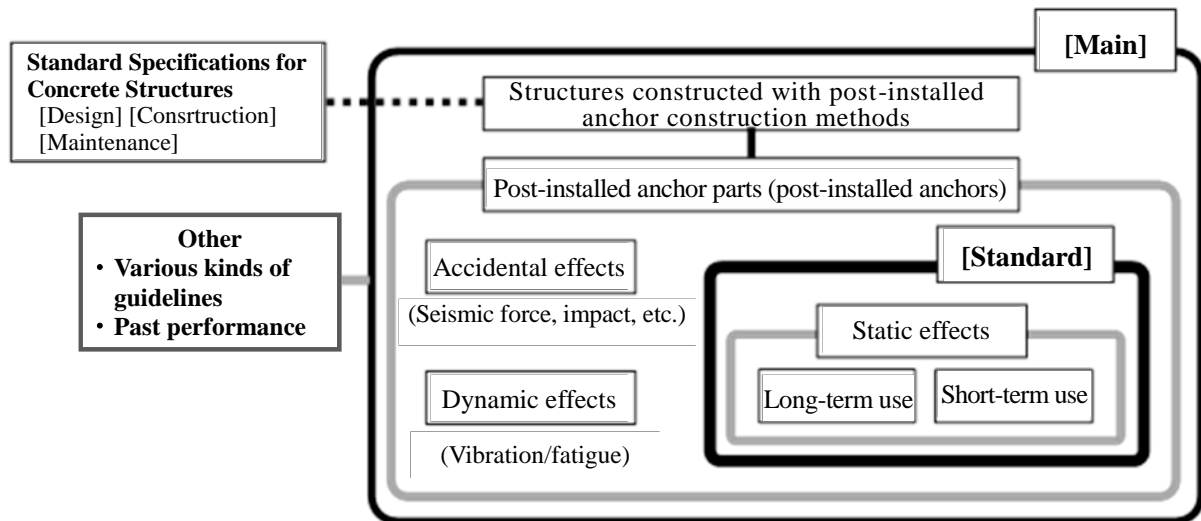 [Main]
Standard Specifications for
Concrete Structures
[Design] [Consrtruction]
[Maintenance]
Structures constructed with post-installed
anchor construction methods
Post-installed anchor parts (post-installed anchors)
Other
• Various kinds of
guidelines
• Past performance
Accidental effects
(Seismic force, impact, etc.)
Dynamic effects
(Vibration/fatigue)
[Standard]
Static effects
Long-term use
Short-term use